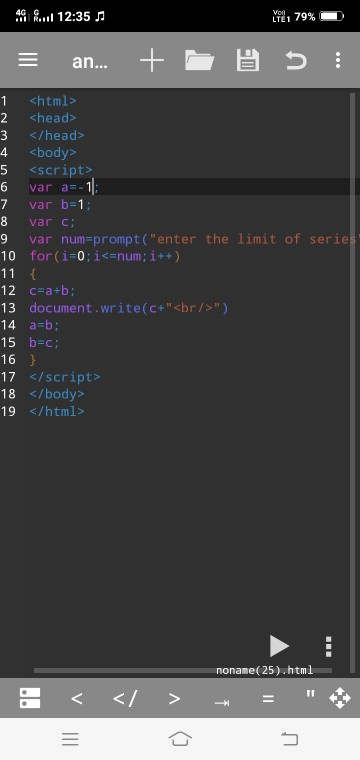 4G G 12:35 79%
VoD LTE1
an...
1 <html>
2 <head>
3 </head>
4 <body>
5 <script>
6 var a=-1;
7 var b=1;
8 var c;
9 var num=prompt("enter the limit of series"
10 for(i=0;i<=num;i++)
11 {
12 c=a+b;
13 document.write(c+"<br/>")
14 a=b;
15 b=c;
16 }
17 </script>
18 </body>
19 </html>
noname(25).html
< </ > = "